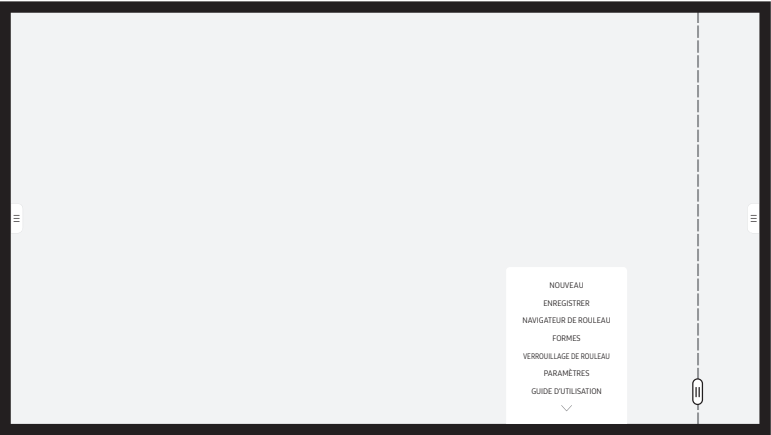 NOUVEAU
ENREGISTRER
NAVIGATEUR DE ROULEAU
FORMES
VERROUILLAGE DE ROULEAU
PARAMÈTRES
GUIDE D'UTILISATION